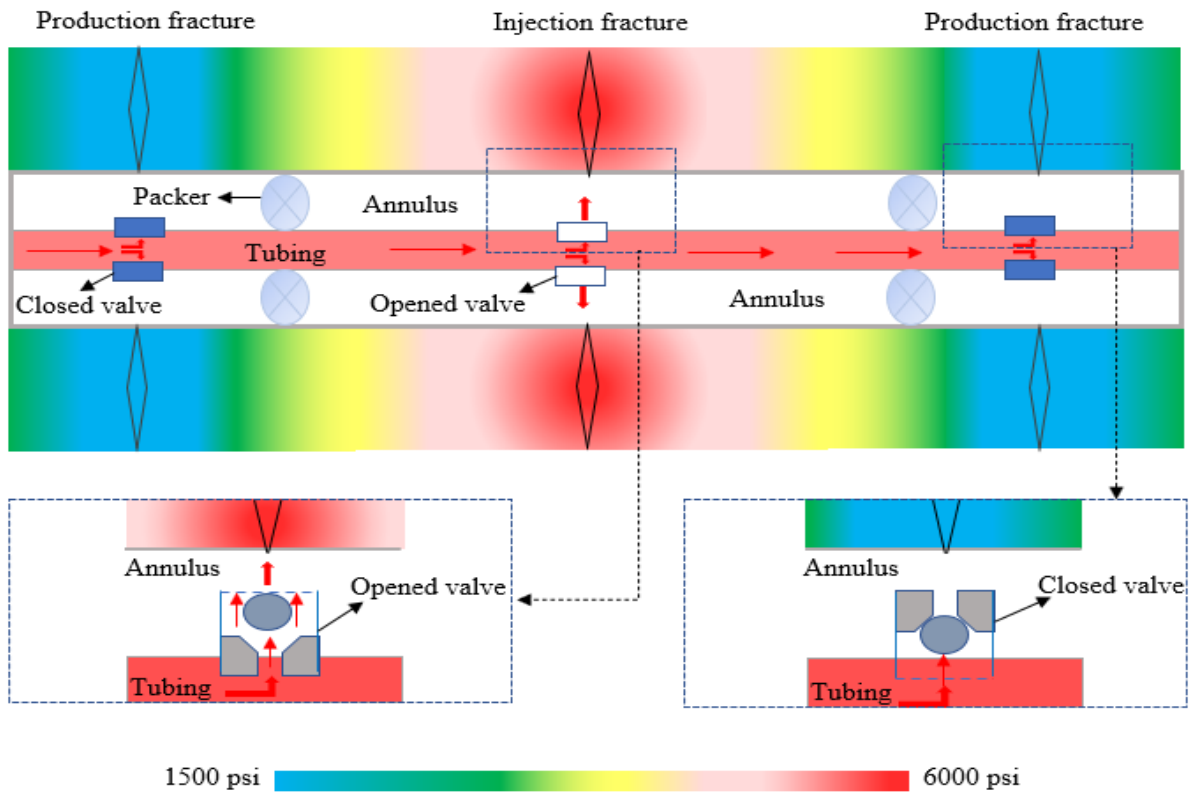 Production fracture
Injection fracture
Production fracture
Packer
Annulus
Tubing
Closed valve
Opened valve
Annulus
Annulus
Opened valve
Tubing
Annulus
Closed valve
Tubing
1500 psi
6000 psi